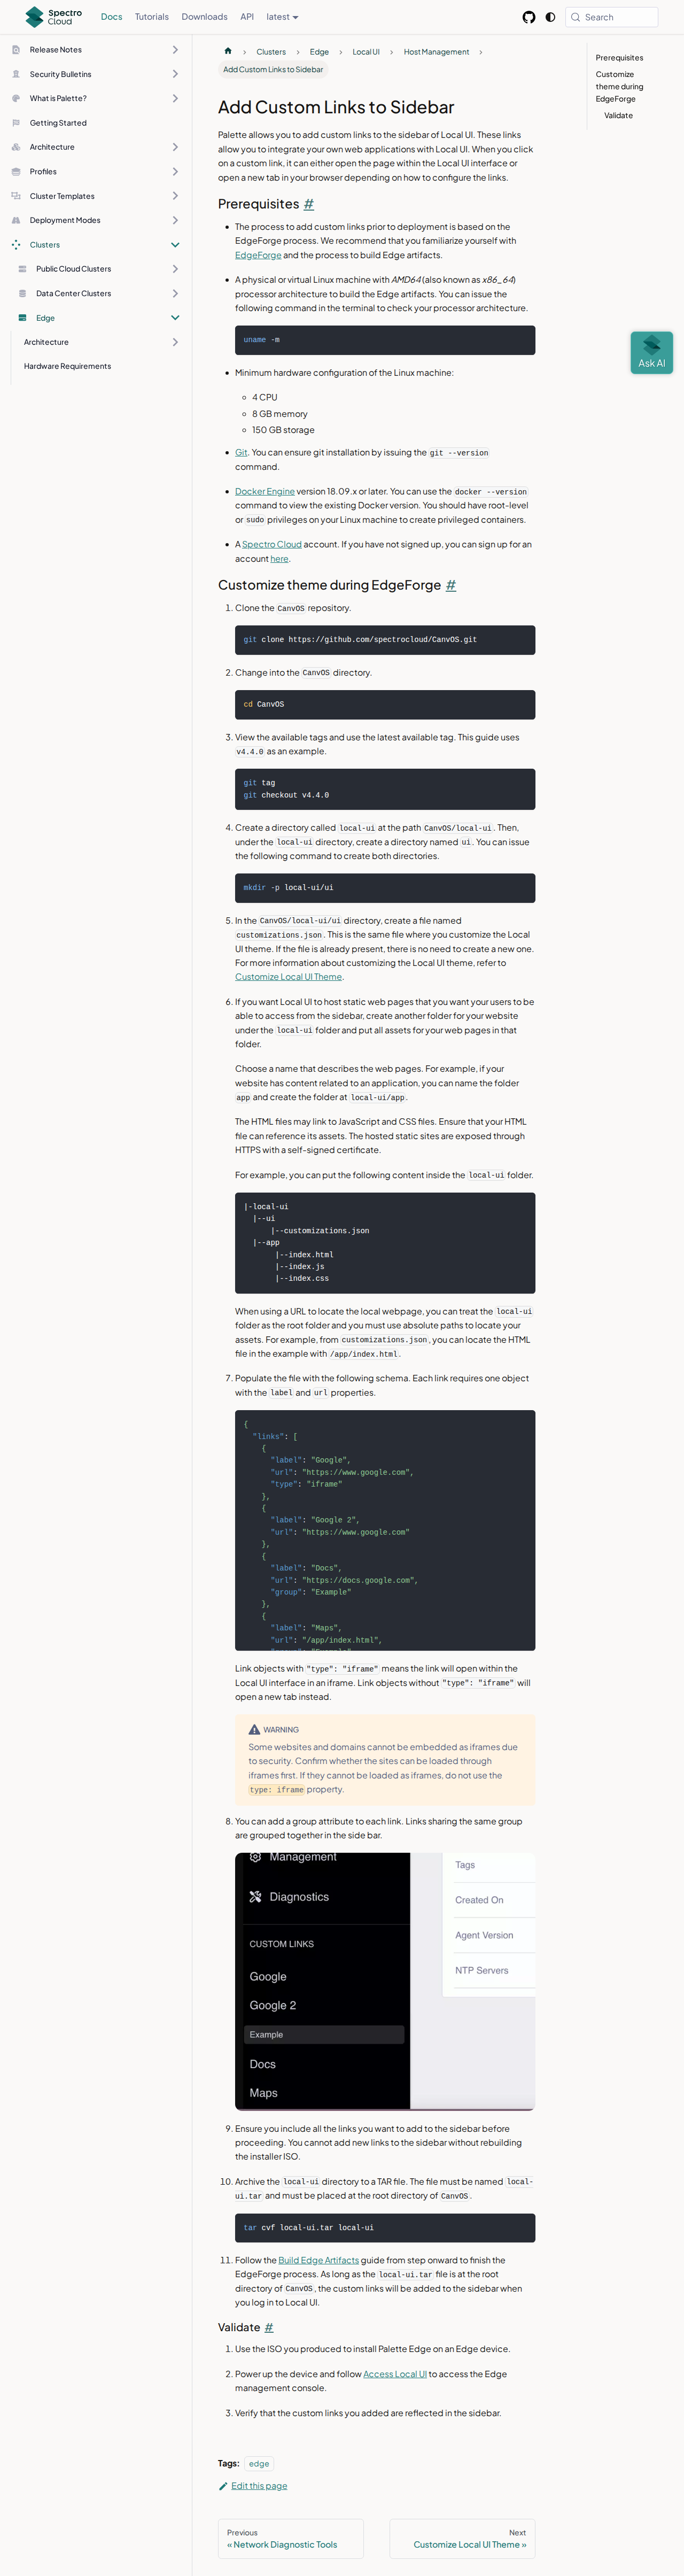 Spectro Cloud
Docs
Tutorials
Downloads
API
latest
Search
Release Notes
Security Bulletins
What is Palette?
Getting Started
Architecture
Profiles
Cluster Templates
Deployment Modes
Clusters
Public Cloud Clusters
Data Center Clusters
Edge
Architecture
Hardware Requirements
Clusters
Edge
Local UI
Host Management
Add Custom Links to Sidebar
Prerequisites
Customize
theme during
EdgeForge
Validate
Ask AI
Add Custom Links to Sidebar
Palette allows you to add custom links to the sidebar of Local UI. These links
allow you to integrate your own web applications with Local UI. When you click
on a custom link, it can either open the page within the Local UI interface or
open a new tab in your browser depending on how to configure the links.
Prerequisites #
The process to add custom links prior to deployment is based on the
EdgeForge process. We recommend that you familiarize yourself with
EdgeForge and the process to build Edge artifacts.
A physical or virtual Linux machine with AMD64 (also known as x86_64)
processor architecture to build the Edge artifacts. You can issue the
following command in the terminal to check your processor architecture.
uname -m
Minimum hardware configuration of the Linux machine:
4 CPU
8 GB memory
150 GB storage
Git. You can ensure git installation by issuing the git --version
command.
Docker Engine version 18.09.x or later. You can use the docker --version
command to view the existing Docker version. You should have root-level
or sudo privileges on your Linux machine to create privileged containers.
A Spectro Cloud account. If you have not signed up, you can sign up for an
account here.
Customize theme during EdgeForge #
1. Clone the CanvOS repository.
git clone https://github.com/spectrocloud/CanvOS.git
2. Change into the CanvOS directory.
cd CanvOS
3. View the available tags and use the latest available tag. This guide uses
v4.4.0 as an example.
git tag
git checkout v4.4.0
4. Create a directory called local-ui at the path CanvOS/local-ui. Then,
under the local-ui directory, create a directory named ui. You can issue
the following command to create both directories.
mkdir -p local-ui/ui
5. In the CanvOS/local-ui/ui directory, create a file named
customizations.json. This is the same file where you customize the Local
UI theme. If the file is already present, there is no need to create a new one.
For more information about customizing the Local UI theme, refer to
Customize Local UI Theme.
6. If you want Local UI to host static web pages that you want your users to be
able to access from the sidebar, create another folder for your website
under the local-ui folder and put all assets for your web pages in that
folder.
Choose a name that describes the web pages. For example, if your
website has content related to an application, you can name the folder
app and create the folder at local-ui/app.
The HTML files may link to JavaScript and CSS files. Ensure that your HTML
file can reference its assets. The hosted static sites are exposed through
HTTPS with a self-signed certificate.
For example, you can put the following content inside the local-ui folder.
|-local-ui
|--ui
|--customizations.json
|--app
|--index.html
|--index.js
|--index.css
When using a URL to locate the local webpage, you can treat the local-ui
folder as the root folder and you must use absolute paths to locate your
assets. For example, from customizations.json, you can locate the HTML
file in the example with /app/index.html.
7. Populate the file with the following schema. Each link requires one object
with the label and url properties.
{
"links": [
{
"label": "Google",
"url": "https://www.google.com",
"type": "iframe"
},
{
"label": "Google 2",
"url": "https://www.google.com"
},
{
"label": "Docs",
"url": "https://docs.google.com",
"group": "Example"
},
{
"label": "Maps",
"url": "/app/index.html",
Link objects with "type": "iframe" means the link will open within the
Local UI interface in an iframe. Link objects without "type": "iframe" will
open a new tab instead.
WARNING
Some websites and domains cannot be embedded as iframes due
to security. Confirm whether the sites can be loaded through
iframes first. If they cannot be loaded as iframes, do not use the
type: iframe property.
8. You can add a group attribute to each link. Links sharing the same group
are grouped together in the side bar.
Management
Diagnostics
CUSTOM LINKS
Google
Google 2
Example
Docs
Maps
Tags
Created On
Agent Version
NTP Servers
9. Ensure you include all the links you want to add to the sidebar before
proceeding. You cannot add new links to the sidebar without rebuilding
the installer ISO.
10. Archive the local-ui directory to a TAR file. The file must be named local-
ui.tar and must be placed at the root directory of CanvOS.
tar cvf local-ui.tar local-ui
11. Follow the Build Edge Artifacts guide from step onward to finish the
EdgeForge process. As long as the local-ui.tar file is at the root
directory of CanvOS, the custom links will be added to the sidebar when
you log in to Local UI.
Validate #
1. Use the ISO you produced to install Palette Edge on an Edge device.
2. Power up the device and follow Access Local UI to access the Edge
management console.
3. Verify that the custom links you added are reflected in the sidebar.
Tags: edge
Edit this page
Previous
« Network Diagnostic Tools
Next
Customize Local UI Theme »